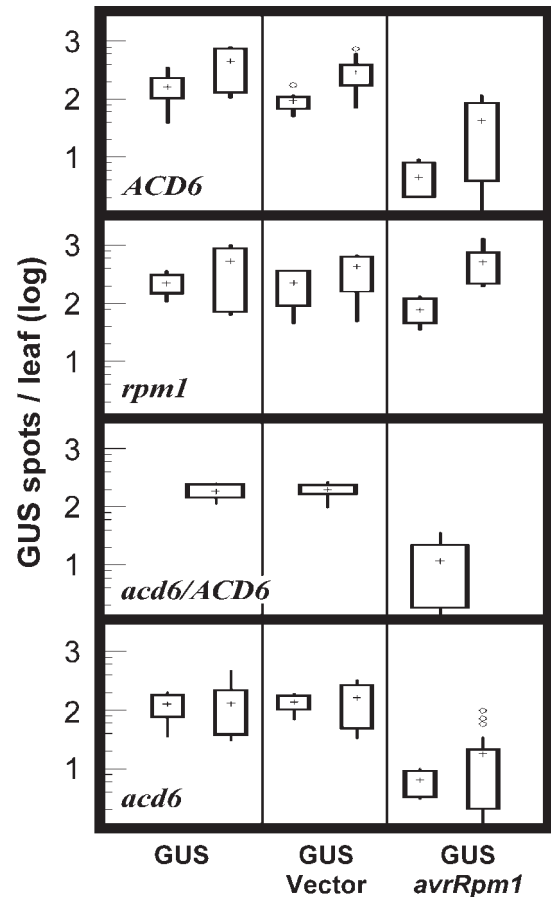 GUS spots / leaf (log)
3
2
1
ACD6
3
2
1
rpm1
3
2
1
acd6/ACD6
3
2
1
acd6
GUS
GUS
Vector
GUS
avrRpm1